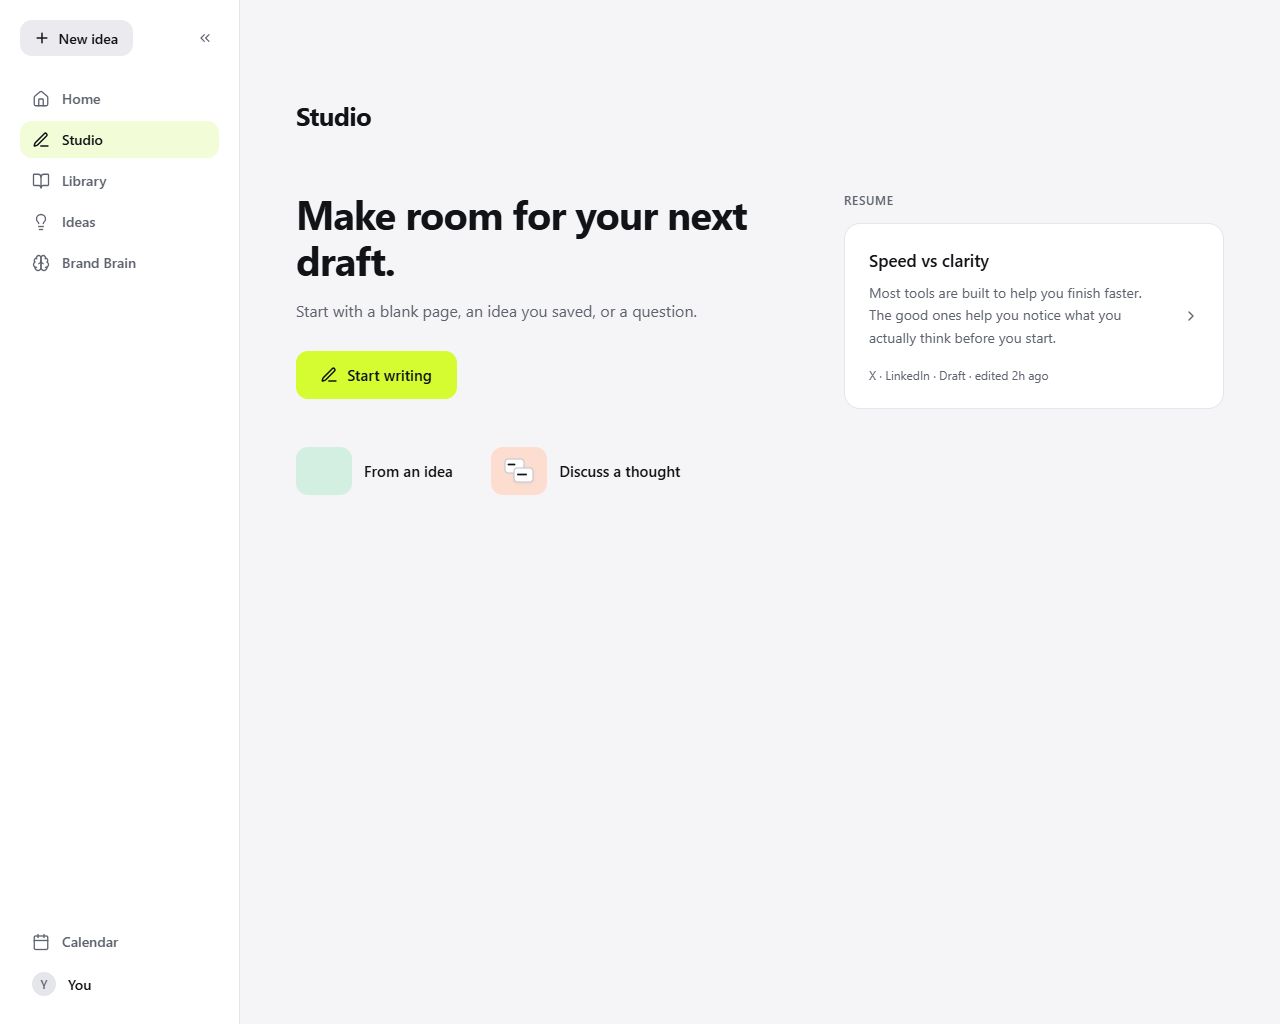 New idea
Home
Studio
Library
Ideas
Brand Brain
Calendar
Y
You
Studio
Make room for your next
draft.
Start with a blank page, an idea you saved, or a question.
Start writing
From an idea
Discuss a thought
RESUME
Speed vs clarity
Most tools are built to help you finish faster.
The good ones help you notice what you
actually think before you start.
X · LinkedIn · Draft · edited 2h ago